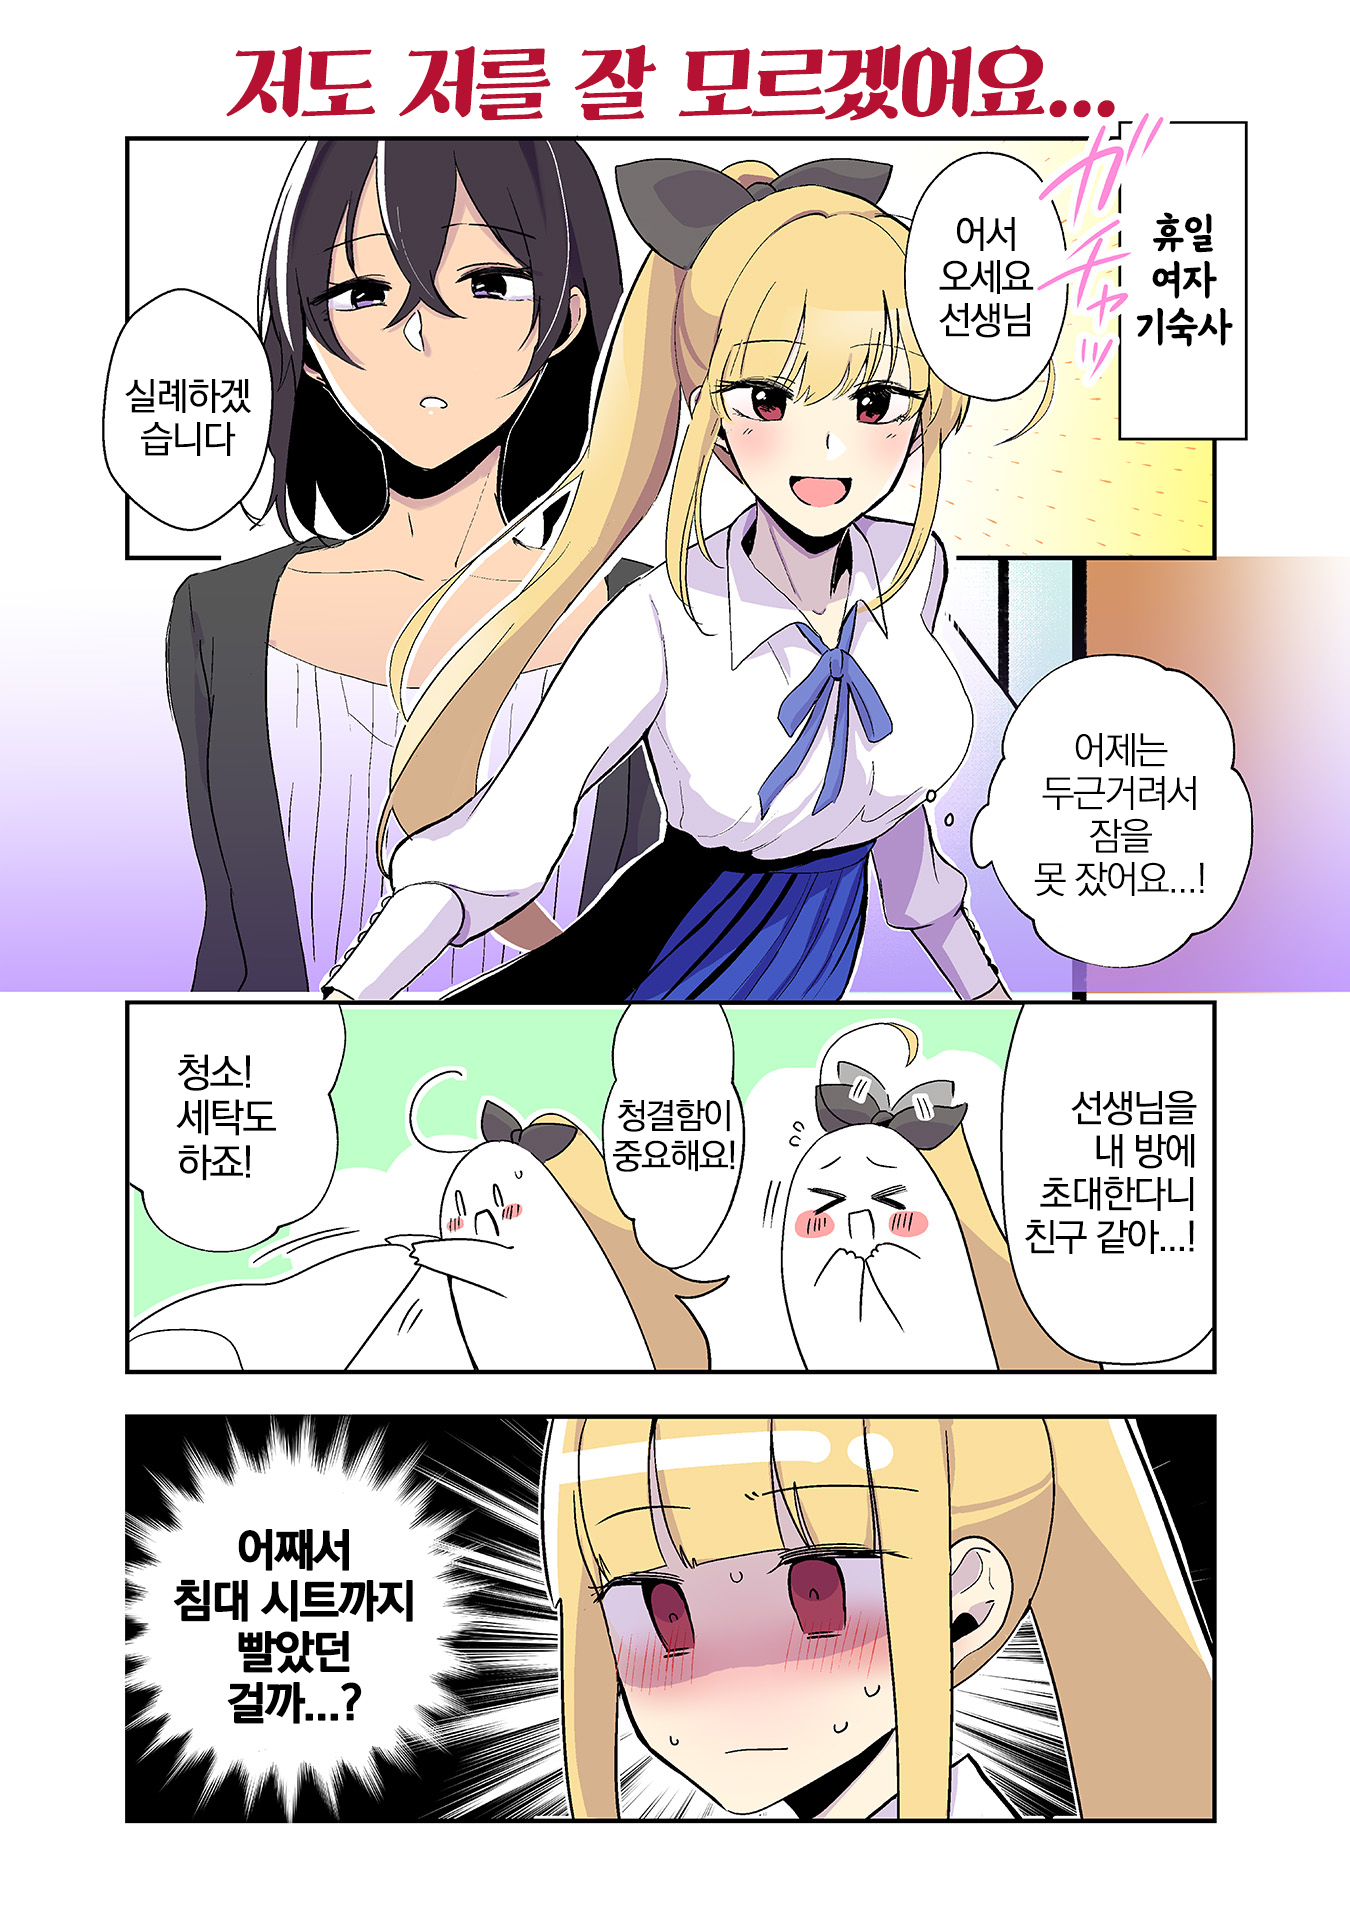 저도 저를 잘 모르겠어요...
휴일
여자
기숙사
ガチャッ
어서
오세요
선생님
실례하겠
습니다
어제는
두근거려서
잠을
못 잤어요...!
선생님을
내 방에
초대한다니
친구 같아...!
청결함이
중요해요!
청소!
세탁도
하죠!
어째서
침대 시트까지
빨았던
걸까...?